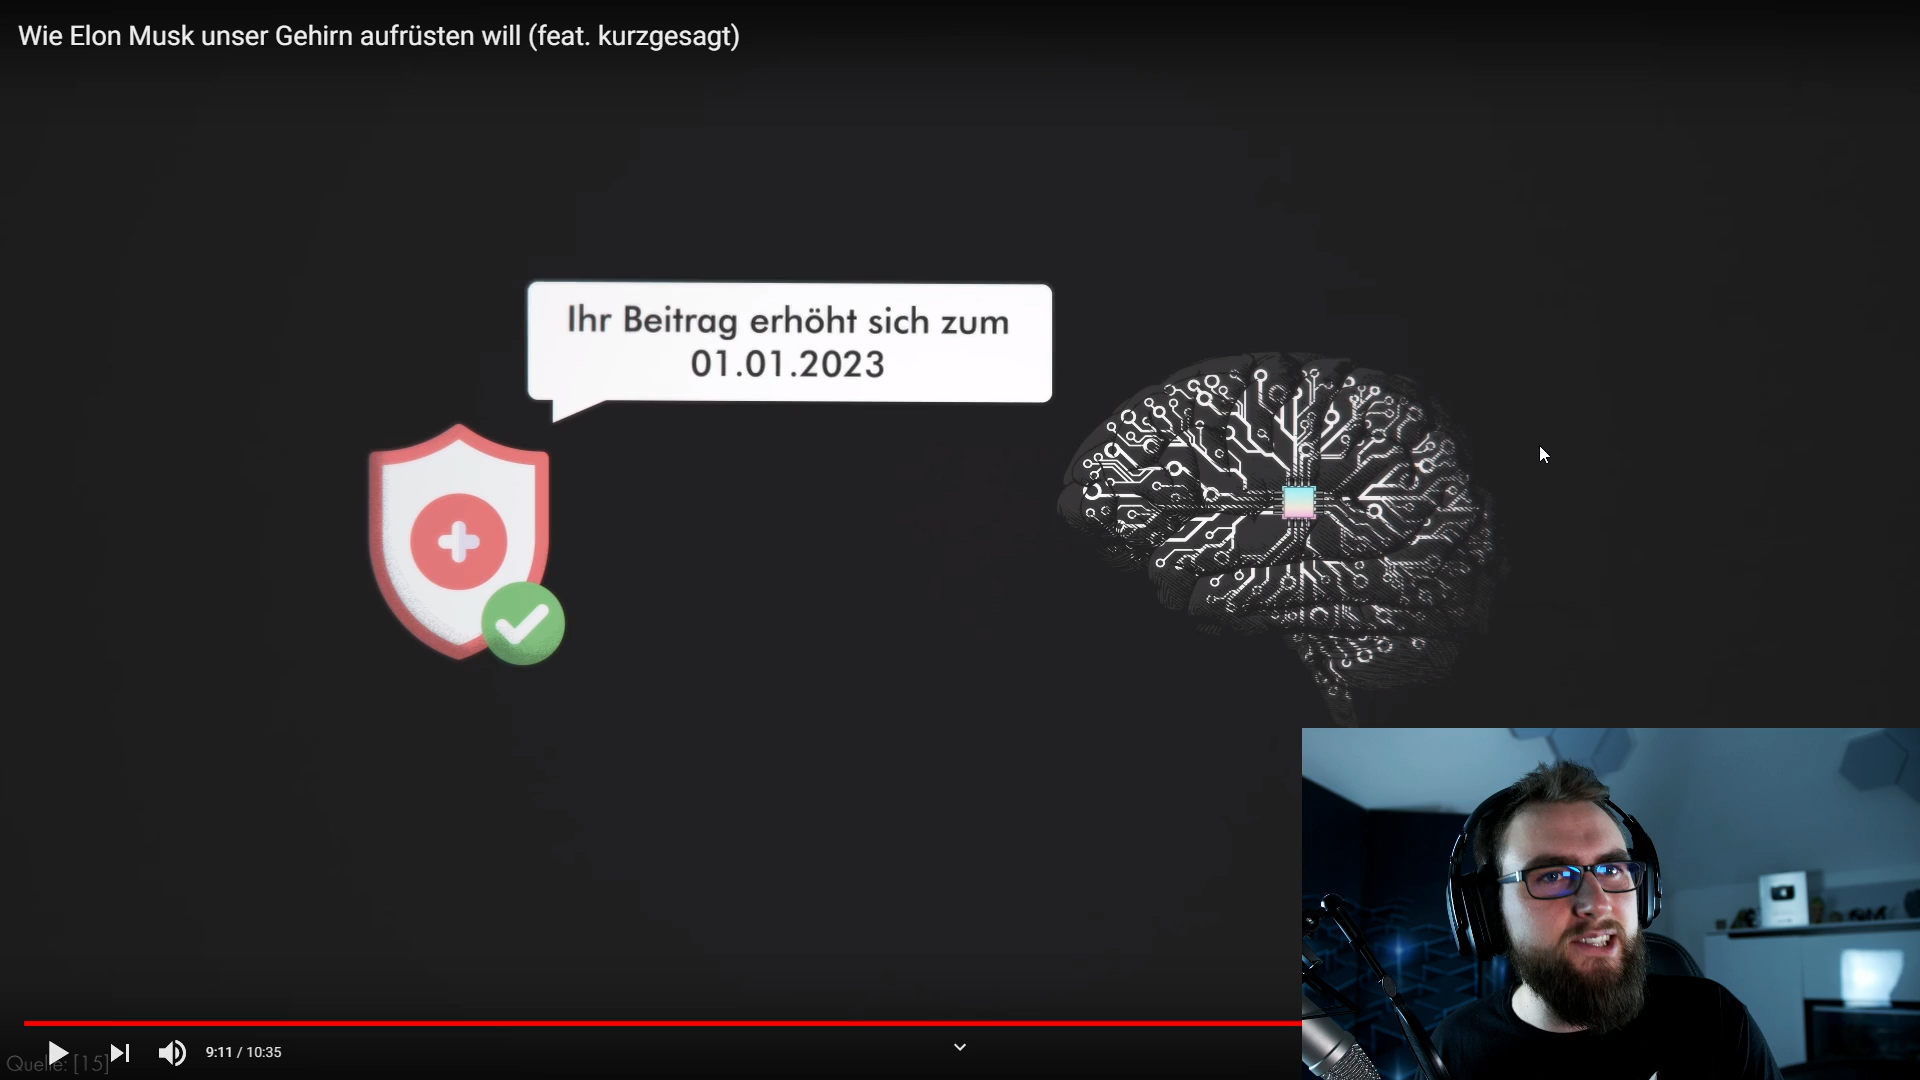 Wie Elon Musk unser Gehirn aufrüsten will (feat. kurzgesagt)
Ihr Beitrag erhöht sich zum
01.01.2023
9:11 / 10:35
Quelle: [15]